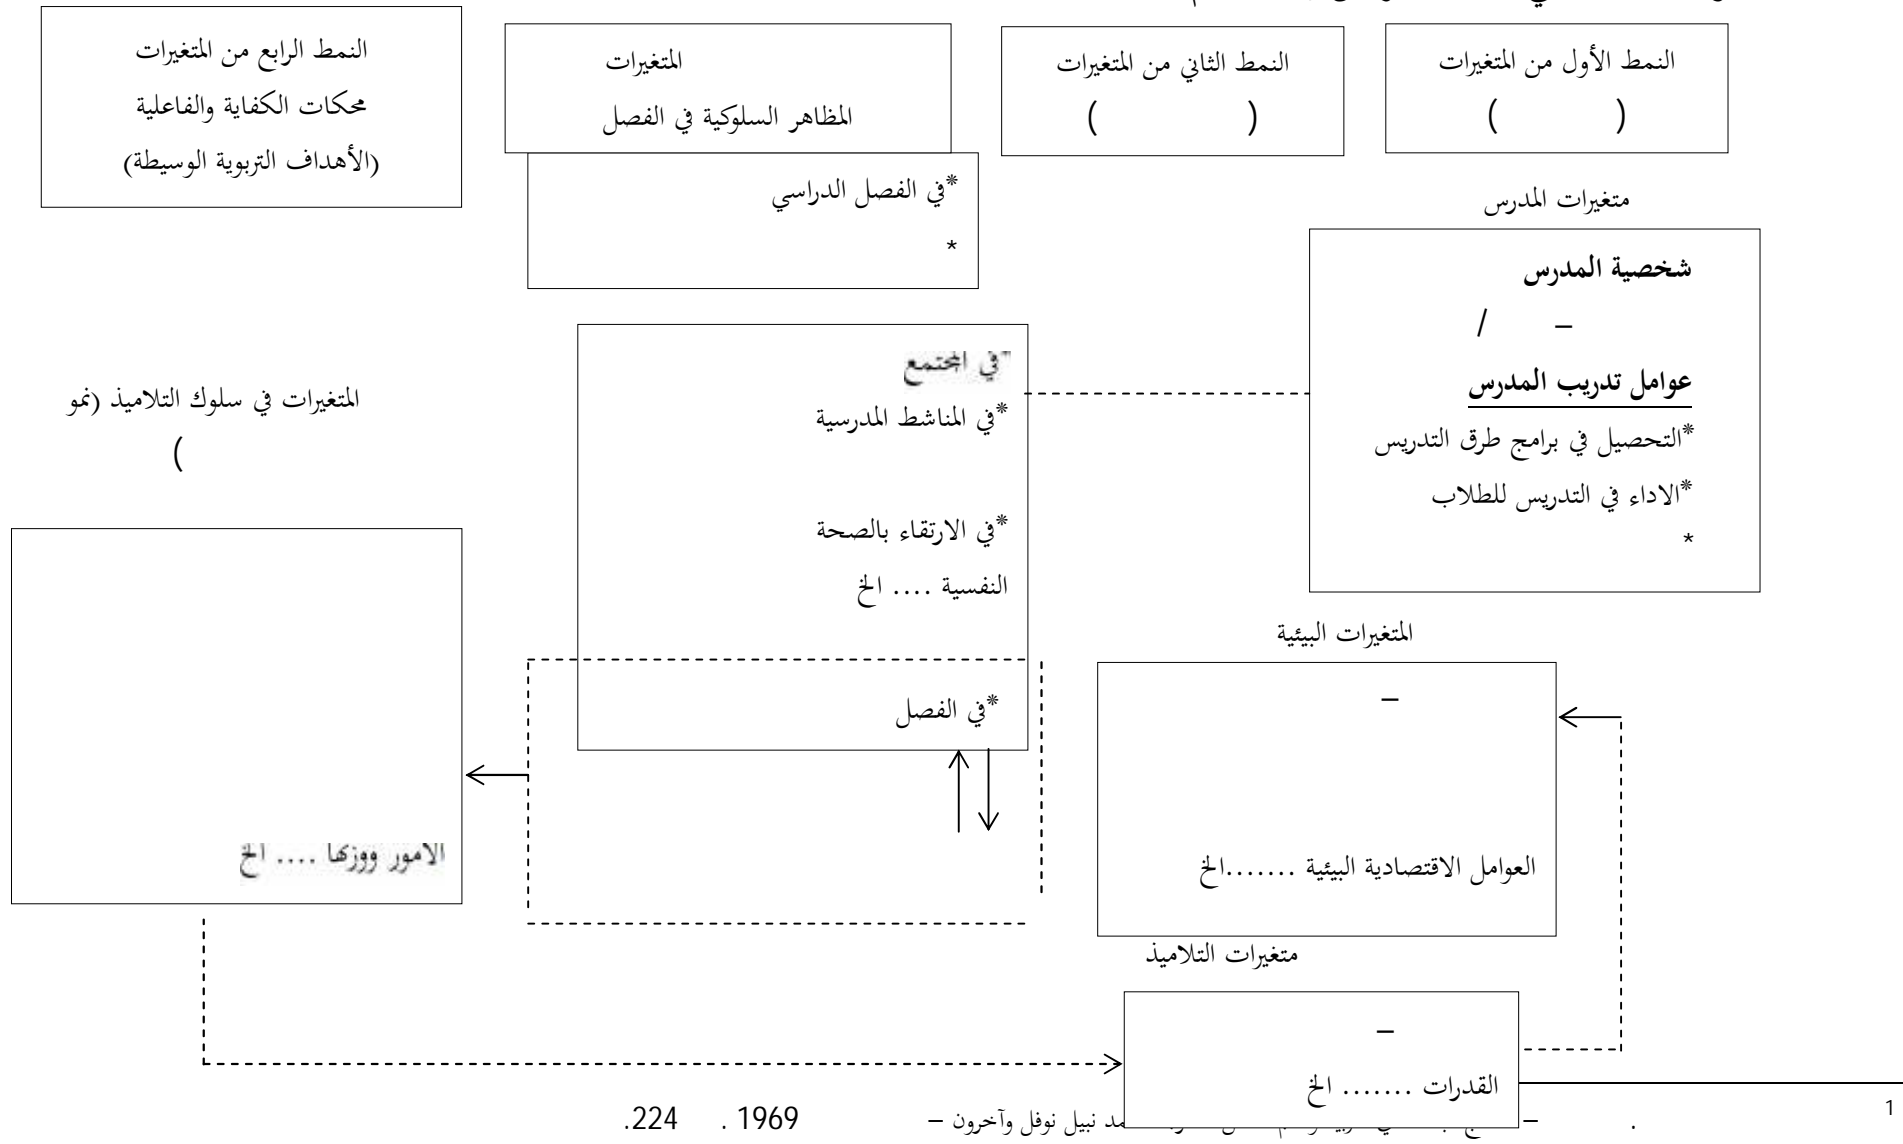 النمط الأول من المتغيرات
( )
النمط الثاني من المتغيرات
( )
المتغيرات
المظاهر السلوكية في الفصل
النمط الرابع من المتغيرات
محكات الكفاية والفاعلية
(الأهداف التربوية الوسيطة)
*في الفصل الدراسي
*
متغيرات المدرس
شخصية المدرس
– /
عوامل تدريب المدرس
*التحصيل في برامج طرق التدريس
*الاداء في التدريس للطلاب
*
*في المجتمع
*في المناشط المدرسية
*في الارتقاء بالصحة
النفسية .... الخ
*في الفصل
المتغيرات في سلوك التلاميذ (نمو
)
الامور ووزنها .... الخ
المتغيرات البيئية
–
العوامل الاقتصادية البيئية .......الخ
متغيرات التلاميذ
–
القدرات ....... الخ
1
. – نبيل نوفل وآخرون – 1969 . 224.